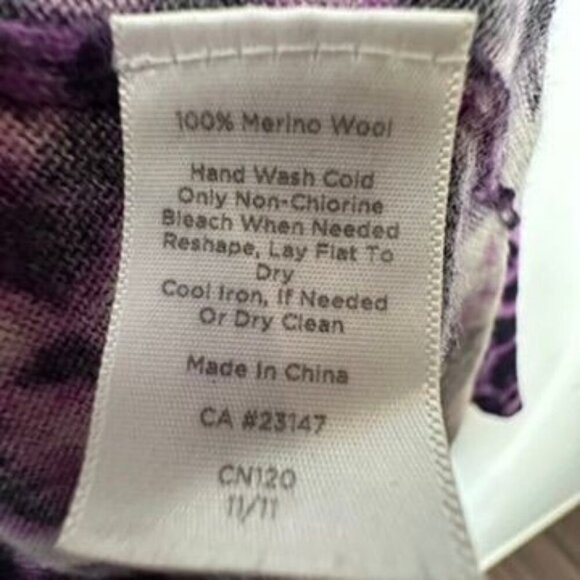 100% Merino Wool
Hand Wash Cold
Only Non-Chlorine
Bleach When Needed
Reshape, Lay Flat To
Dry
Cool Iron, If Needed
Or Dry Clean
Made In China
CA #23147
CN120
11/11